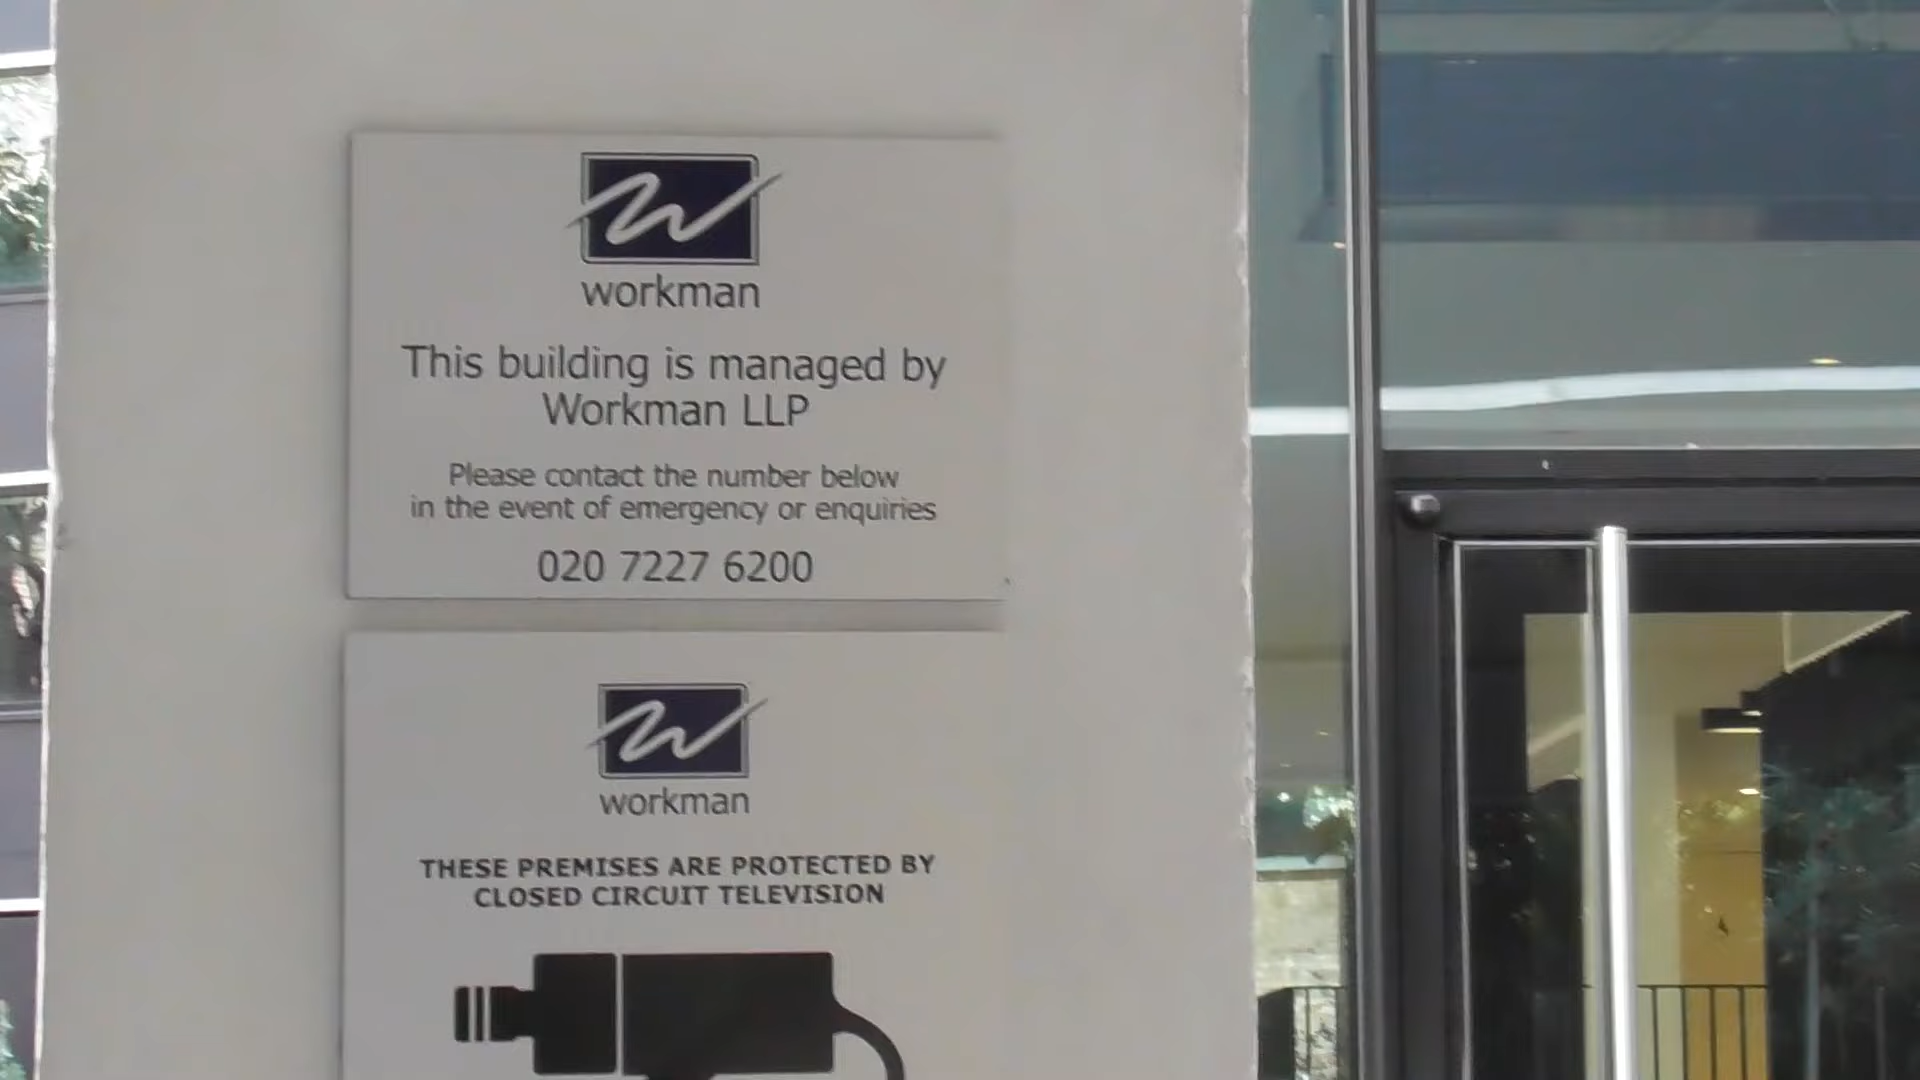 workman
This building is managed by
Workman LLP
Please contact the number below
in the event of emergency or enquiries
020 7227 6200
workman
THESE PREMISES ARE PROTECTED BY
CLOSED CIRCUIT TELEVISION